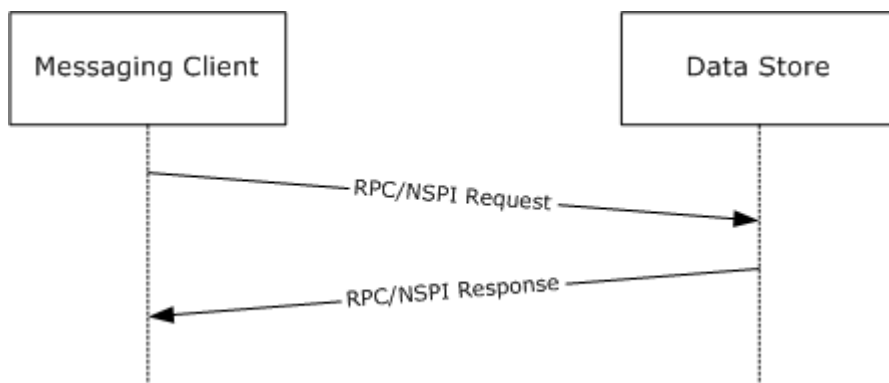 Messaging Client
Data Store
RPC/NSPI Request
RPC/NSPI Response